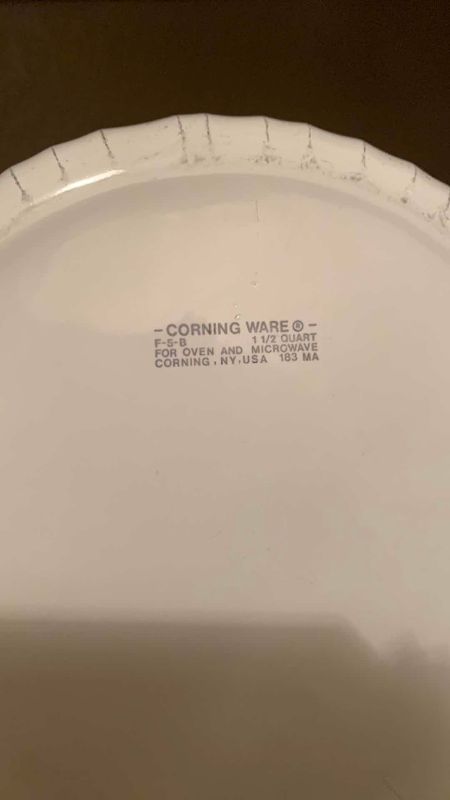 - CORNING WARE ® -
F-5-B 1 1/2 QUART
FOR OVEN AND MICROWAVE
CORNING , NY, USA 183 MA